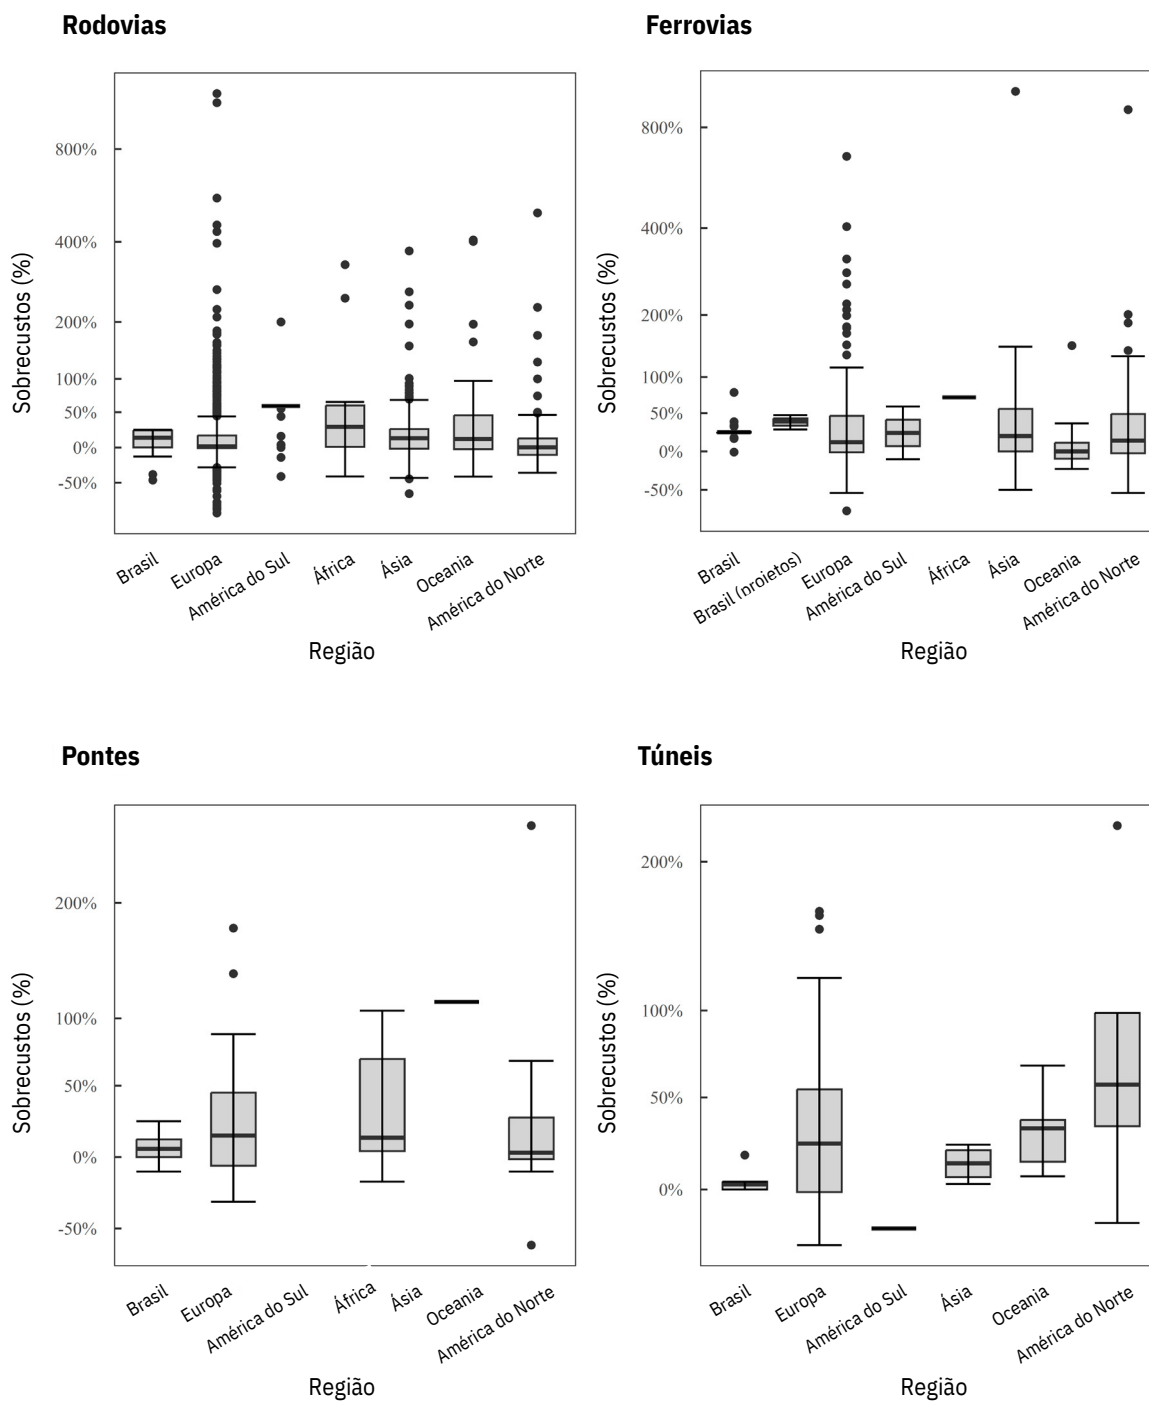 Rodovias
Sobrecustos (%)
800%
400%
200%
100%
50%
0%
-50%
Brasil
Europa
América do Sul
África
Ásia
Oceania
América do Norte
Região
Ferrovias
Sobrecustos (%)
800%
400%
200%
100%
50%
0%
-50%
Brasil
Brasil (projetos)
Europa
América do Sul
África
Ásia
Oceania
América do Norte
Região
Pontes
Sobrecustos (%)
200%
100%
50%
0%
-50%
Brasil
Europa
América do Sul
África
Ásia
Oceania
América do Norte
Região
Túneis
Sobrecustos (%)
200%
100%
50%
0%
Brasil
Europa
América do Sul
Ásia
Oceania
América do Norte
Região